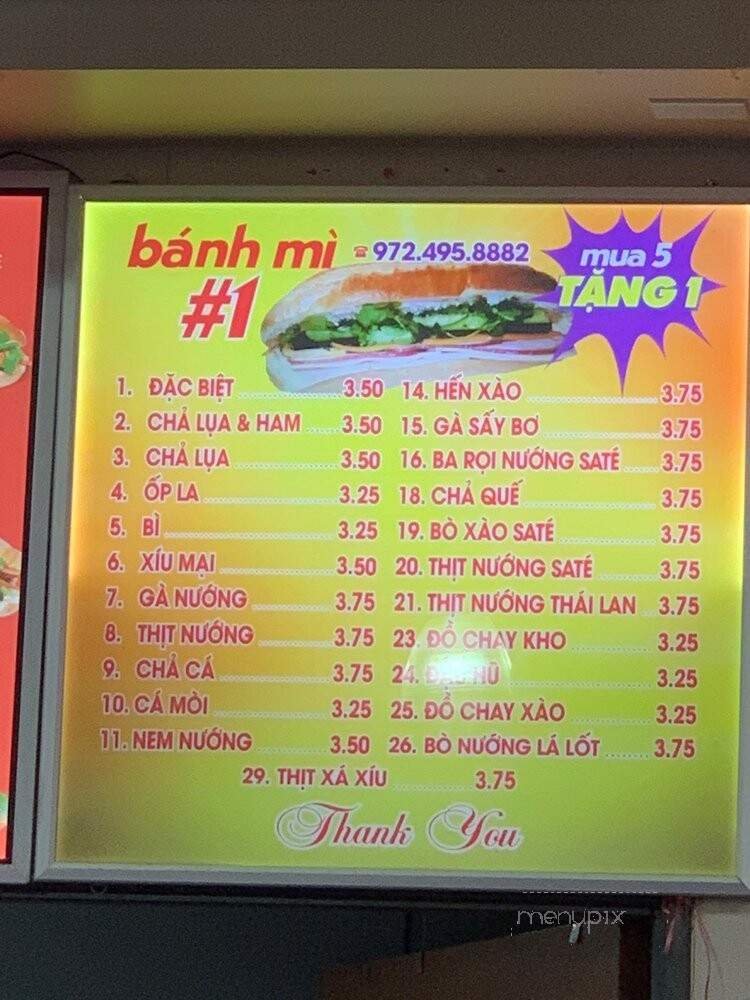 bánh mì
#1
☎972.495.8882
mua 5
TẶNG 1
1. ĐẶC BIỆT 3.50
2. CHẢ LỤA & HAM 3.50
3. CHẢ LỤA 3.50
4. ỐP LA 3.25
5. BÌ 3.25
6. XÍU MẠI 3.50
7. GÀ NƯỚNG 3.75
8. THỊT NƯỚNG 3.75
9. CHẢ CÁ 3.75
10. CÁ MÒI 3.25
11. NEM NƯỚNG 3.50
14. HẾN XÀO 3.75
15. GÀ SẤY BƠ 3.75
16. BA RỌI NƯỚNG SATÉ 3.75
18. CHẢ QUẾ 3.75
19. BÒ XÀO SATÉ 3.75
20. THỊT NƯỚNG SATÉ 3.75
21. THỊT NƯỚNG THÁI LAN 3.75
23. ĐỒ CHAY KHO 3.25
24. HŨ 3.25
25. ĐỒ CHAY XÀO 3.25
26. BÒ NƯỚNG LÁ LỐT 3.75
29. THỊT XÁ XÍU 3.75
Thank You
menupix